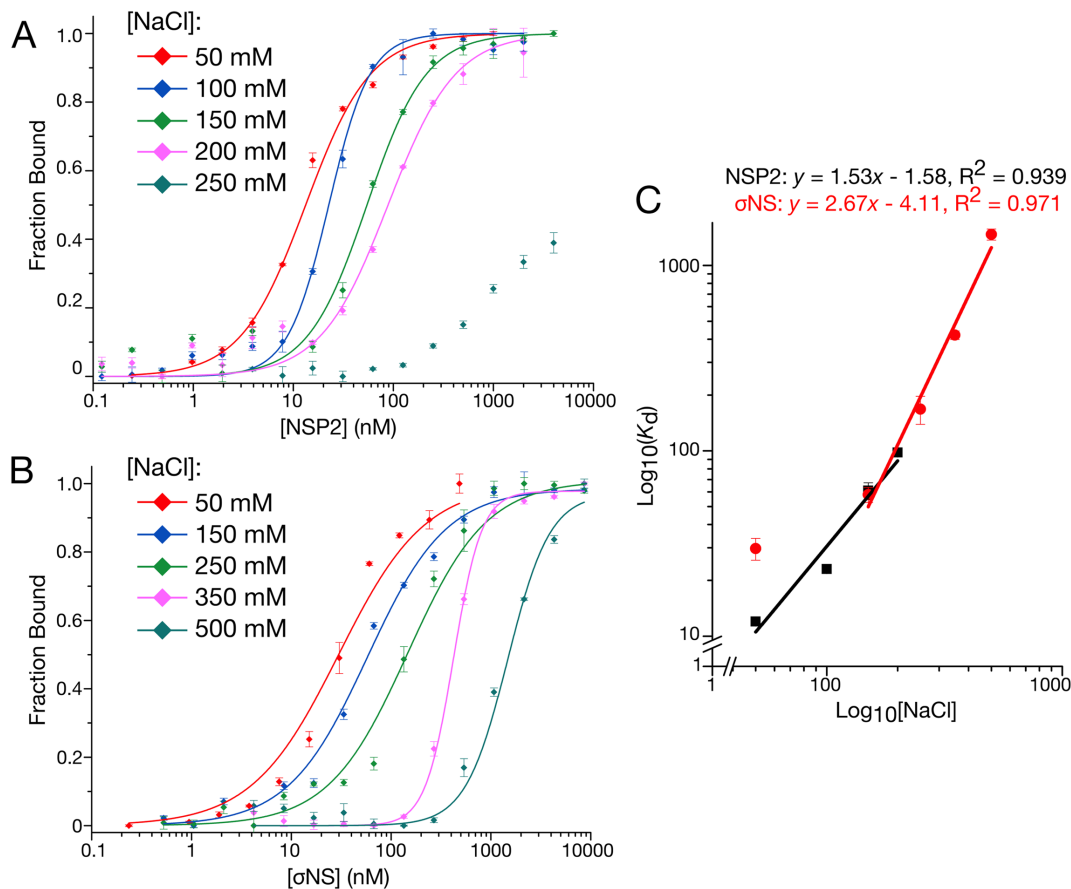 A
[NaCl]:
50 mM
100 mM
150 mM
200 mM
250 mM
Fraction Bound
1.0
0.8
0.6
0.4
0.2
0
0.1
1
10
100
1000
10000
[NSP2] (nM)
B
[NaCl]:
50 mM
150 mM
250 mM
350 mM
500 mM
Fraction Bound
1.0
0.8
0.6
0.4
0.2
0
0.1
1
10
100
1000
10000
[σNS] (nM)
C
NSP2: y = 1.53x - 1.58, R² = 0.939
σNS: y = 2.67x - 4.11, R² = 0.971
Log₁₀(Kd)
1000
100
10
1
1
100
1000
Log₁₀[NaCl]